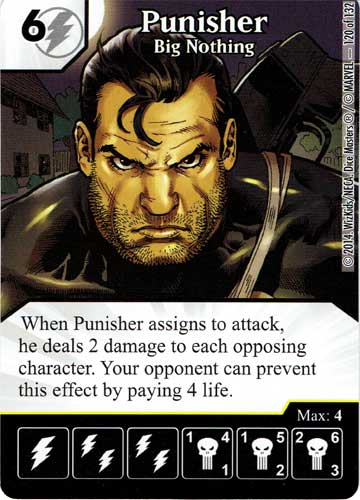 6
Punisher
Big Nothing
© 2014 WizKids/NECA, Dice Masters ® / © MARVEL — 120 of 132
When Punisher assigns to attack,
he deals 2 damage to each opposing
character. Your opponent can prevent
this effect by paying 4 life.
Max: 4
1 4 1 5 2 6
1 2 3